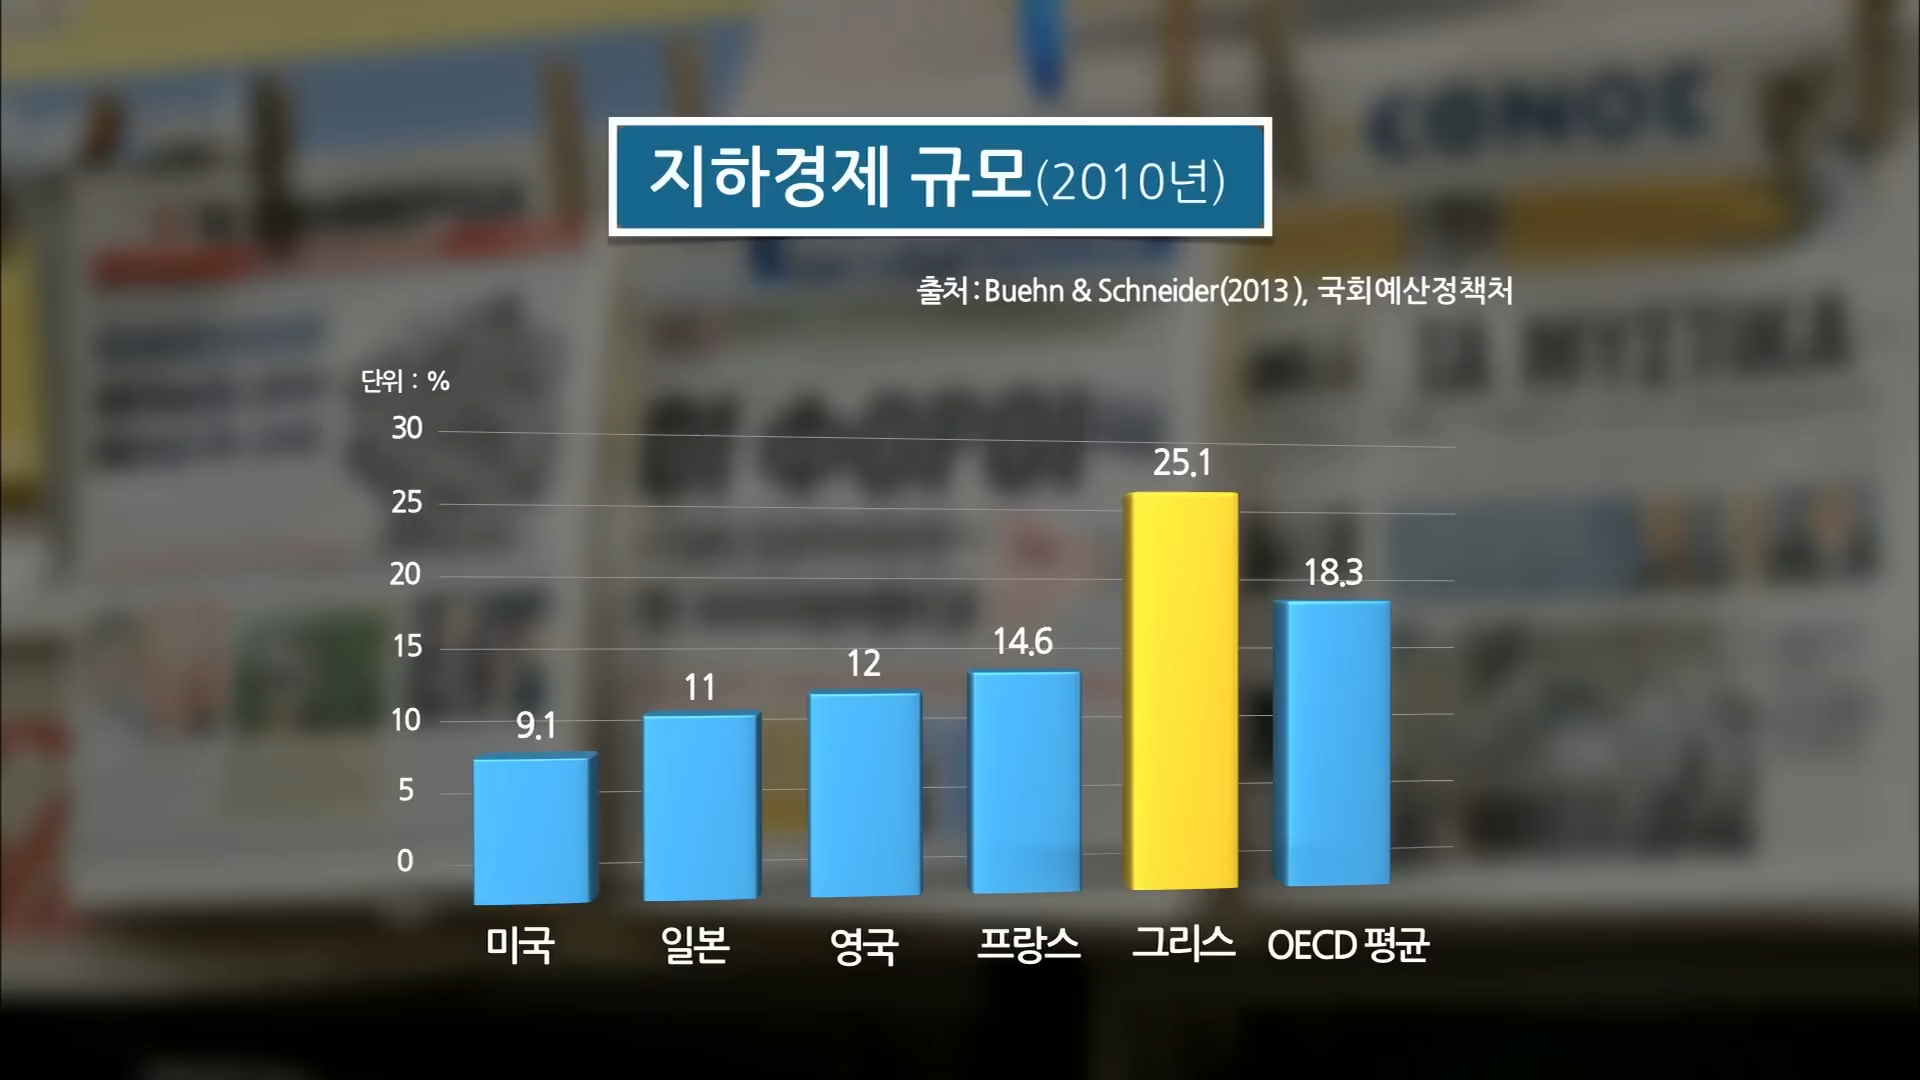 지하경제 규모(2010년)
출처 : Buehn & Schneider(2013), 국회예산정책처
단위 : %
30
25
20
15
10
5
0
9.1
11
12
14.6
25.1
18.3
미국
일본
영국
프랑스
그리스
OECD 평균